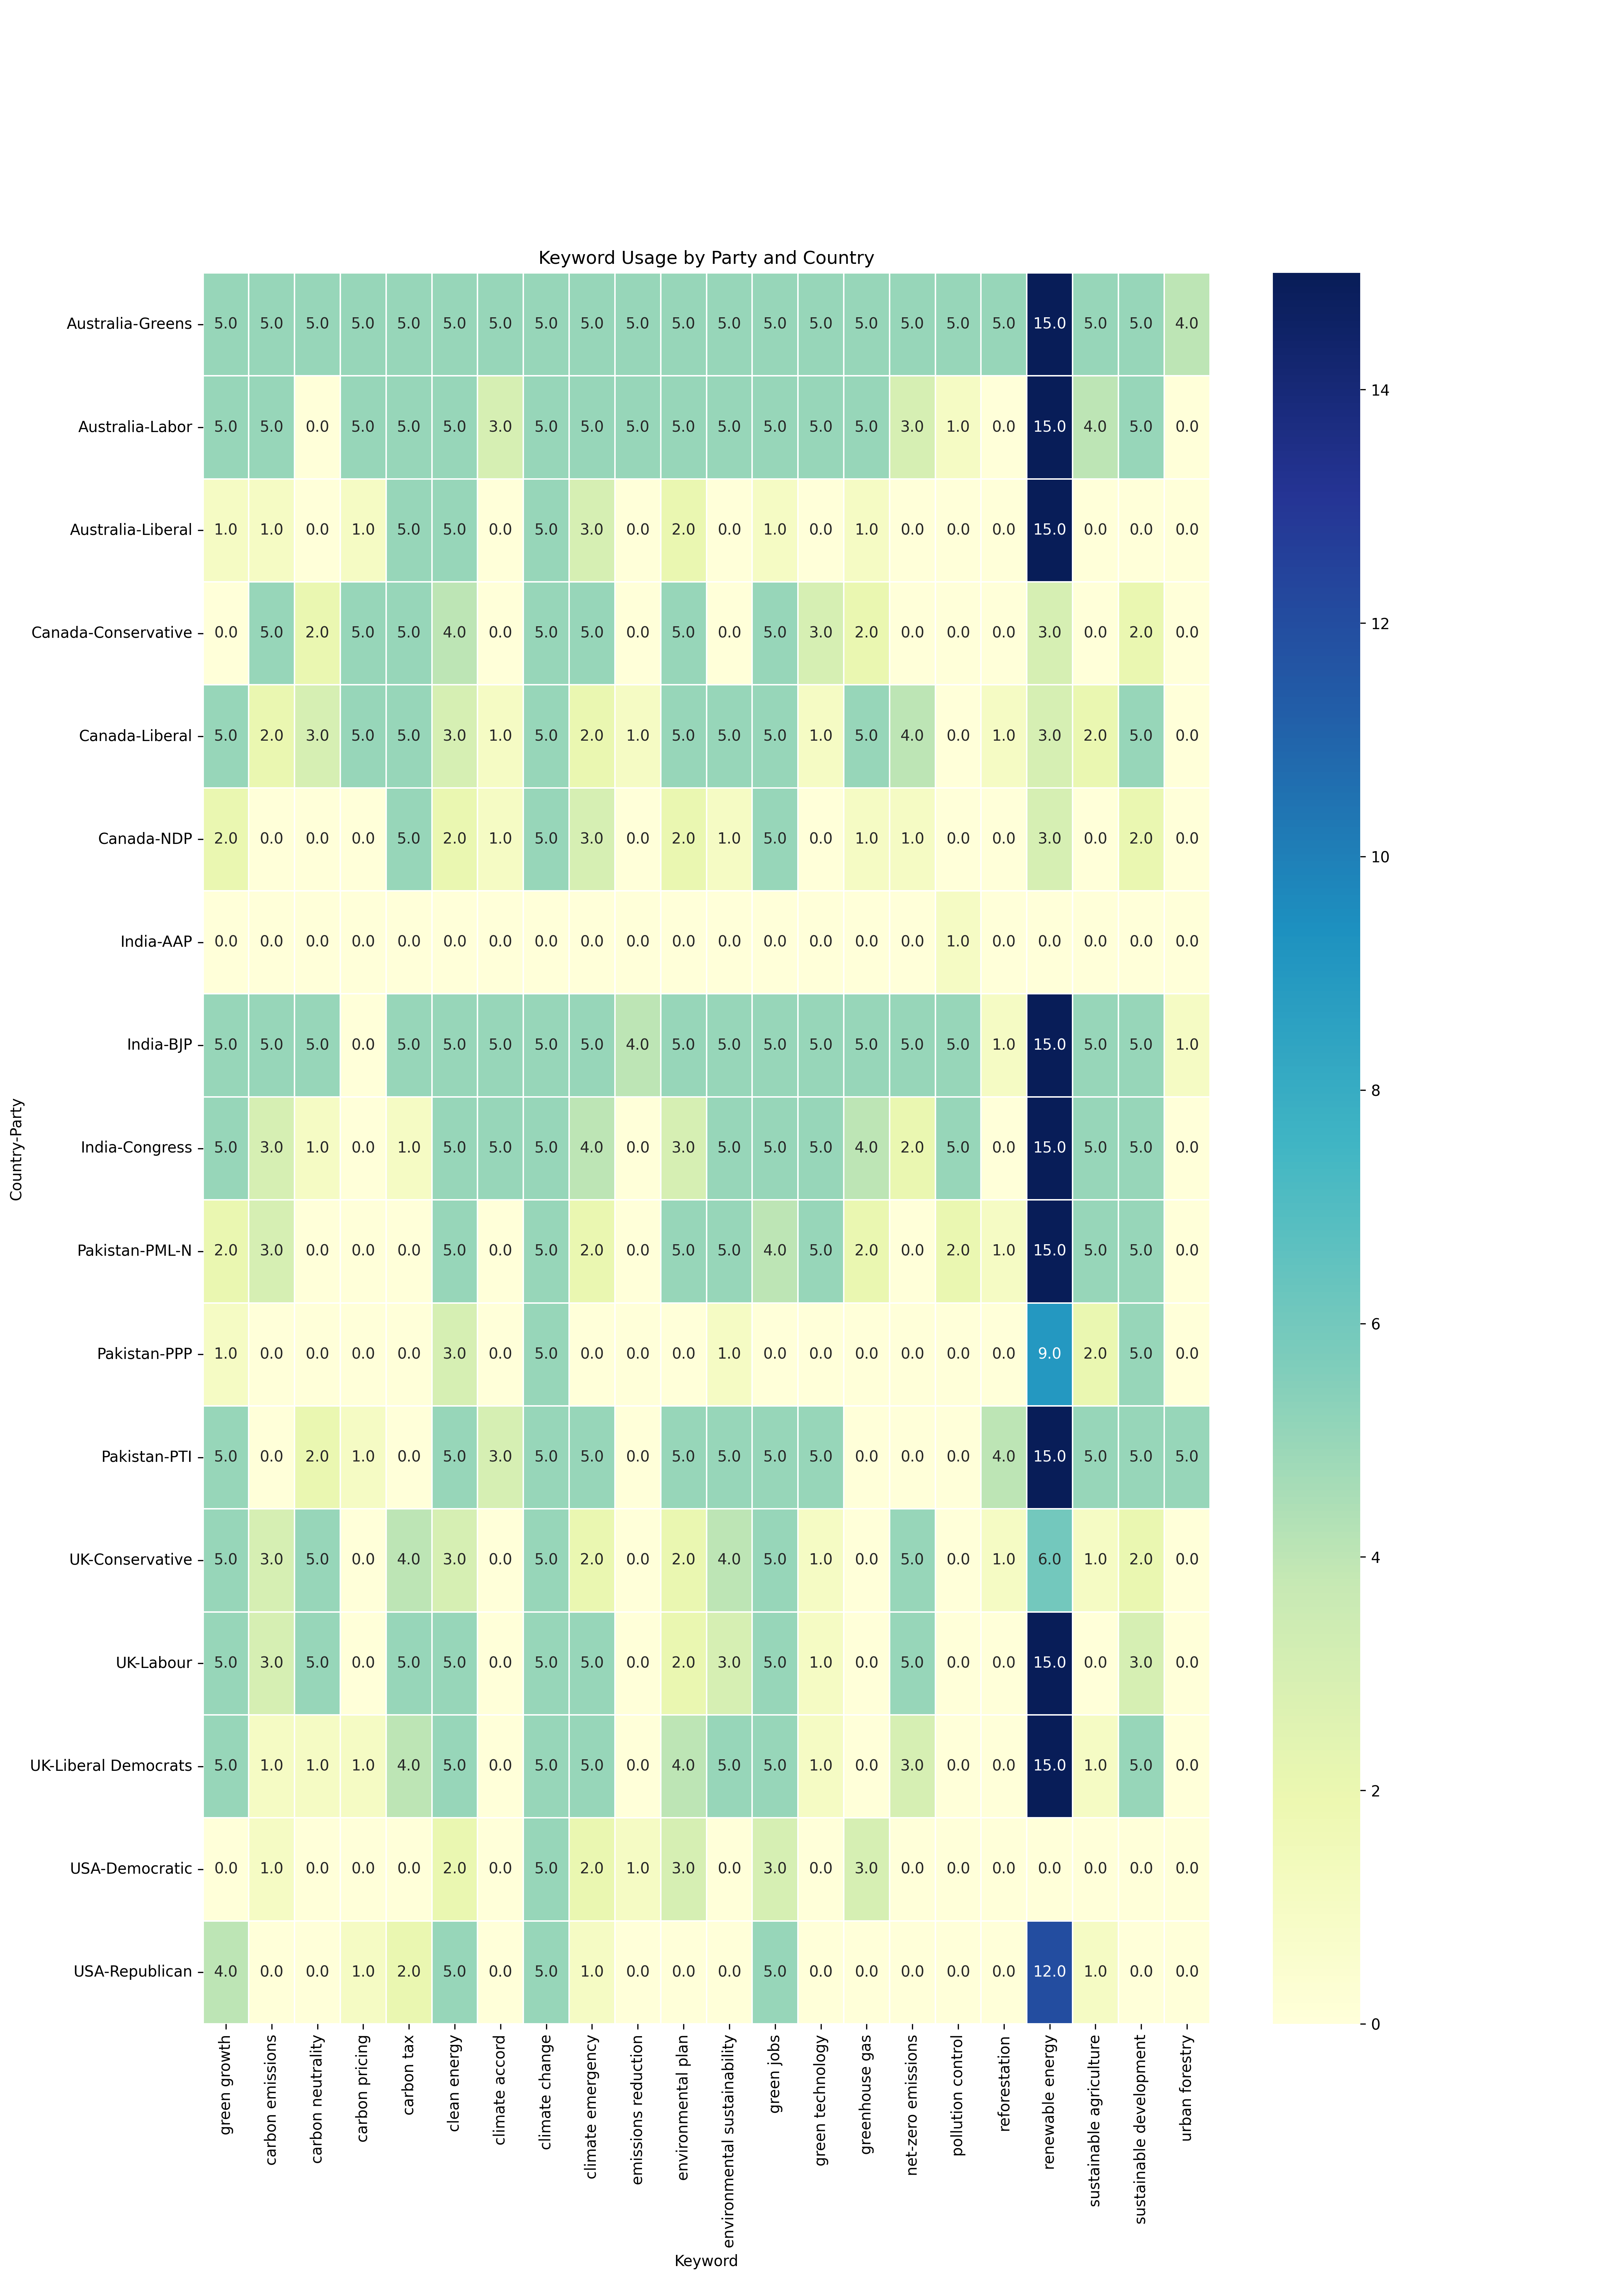 Keyword Usage by Party and Country
Country-Party
Australia-Greens 5.0 5.0 5.0 5.0 5.0 5.0 5.0 5.0 5.0 5.0 5.0 5.0 5.0 5.0 5.0 5.0 5.0 5.0 15.0 5.0 5.0 4.0
Australia-Labor 5.0 5.0 0.0 5.0 5.0 5.0 3.0 5.0 5.0 5.0 5.0 5.0 5.0 5.0 5.0 3.0 1.0 0.0 15.0 4.0 5.0 0.0
Australia-Liberal 1.0 1.0 0.0 1.0 5.0 5.0 0.0 5.0 3.0 0.0 2.0 0.0 1.0 0.0 1.0 0.0 0.0 0.0 15.0 0.0 0.0 0.0
Canada-Conservative 0.0 5.0 2.0 5.0 5.0 4.0 0.0 5.0 5.0 0.0 5.0 0.0 5.0 3.0 2.0 0.0 0.0 0.0 3.0 0.0 2.0 0.0
Canada-Liberal 5.0 2.0 3.0 5.0 5.0 3.0 1.0 5.0 2.0 1.0 5.0 5.0 5.0 1.0 5.0 4.0 0.0 1.0 3.0 2.0 5.0 0.0
Canada-NDP 2.0 0.0 0.0 0.0 5.0 2.0 1.0 5.0 3.0 0.0 2.0 1.0 5.0 0.0 1.0 1.0 0.0 0.0 3.0 0.0 2.0 0.0
India-AAP 0.0 0.0 0.0 0.0 0.0 0.0 0.0 0.0 0.0 0.0 0.0 0.0 0.0 0.0 0.0 0.0 1.0 0.0 0.0 0.0 0.0 0.0
India-BJP 5.0 5.0 5.0 0.0 5.0 5.0 5.0 5.0 5.0 4.0 5.0 5.0 5.0 5.0 5.0 5.0 5.0 1.0 15.0 5.0 5.0 1.0
India-Congress 5.0 3.0 1.0 0.0 1.0 5.0 5.0 5.0 4.0 0.0 3.0 5.0 5.0 5.0 4.0 2.0 5.0 0.0 15.0 5.0 5.0 0.0
Pakistan-PML-N 2.0 3.0 0.0 0.0 0.0 5.0 0.0 5.0 2.0 0.0 5.0 5.0 4.0 5.0 2.0 0.0 2.0 1.0 15.0 5.0 5.0 0.0
Pakistan-PPP 1.0 0.0 0.0 0.0 0.0 3.0 0.0 5.0 0.0 0.0 0.0 1.0 0.0 0.0 0.0 0.0 0.0 0.0 9.0 2.0 5.0 0.0
Pakistan-PTI 5.0 0.0 2.0 1.0 0.0 5.0 3.0 5.0 5.0 0.0 5.0 5.0 5.0 5.0 0.0 0.0 0.0 4.0 15.0 5.0 5.0 5.0
UK-Conservative 5.0 3.0 5.0 0.0 4.0 3.0 0.0 5.0 2.0 0.0 2.0 4.0 5.0 1.0 0.0 5.0 0.0 1.0 6.0 1.0 2.0 0.0
UK-Labour 5.0 3.0 5.0 0.0 5.0 5.0 0.0 5.0 5.0 0.0 2.0 3.0 5.0 1.0 0.0 5.0 0.0 0.0 15.0 0.0 3.0 0.0
UK-Liberal Democrats 5.0 1.0 1.0 1.0 4.0 5.0 0.0 5.0 5.0 0.0 4.0 5.0 5.0 1.0 0.0 3.0 0.0 0.0 15.0 1.0 5.0 0.0
USA-Democratic 0.0 1.0 0.0 0.0 0.0 2.0 0.0 5.0 2.0 1.0 3.0 0.0 3.0 0.0 3.0 0.0 0.0 0.0 0.0 0.0 0.0 0.0
USA-Republican 4.0 0.0 0.0 1.0 2.0 5.0 0.0 5.0 1.0 0.0 0.0 0.0 5.0 0.0 0.0 0.0 0.0 0.0 12.0 1.0 0.0 0.0
green growth
carbon emissions
carbon neutrality
carbon pricing
carbon tax
clean energy
climate accord
climate change
climate emergency
emissions reduction
environmental plan
environmental sustainability
green jobs
green technology
greenhouse gas
net-zero emissions
pollution control
reforestation
renewable energy
sustainable agriculture
sustainable development
urban forestry
Keyword
14
12
10
8
6
4
2
0